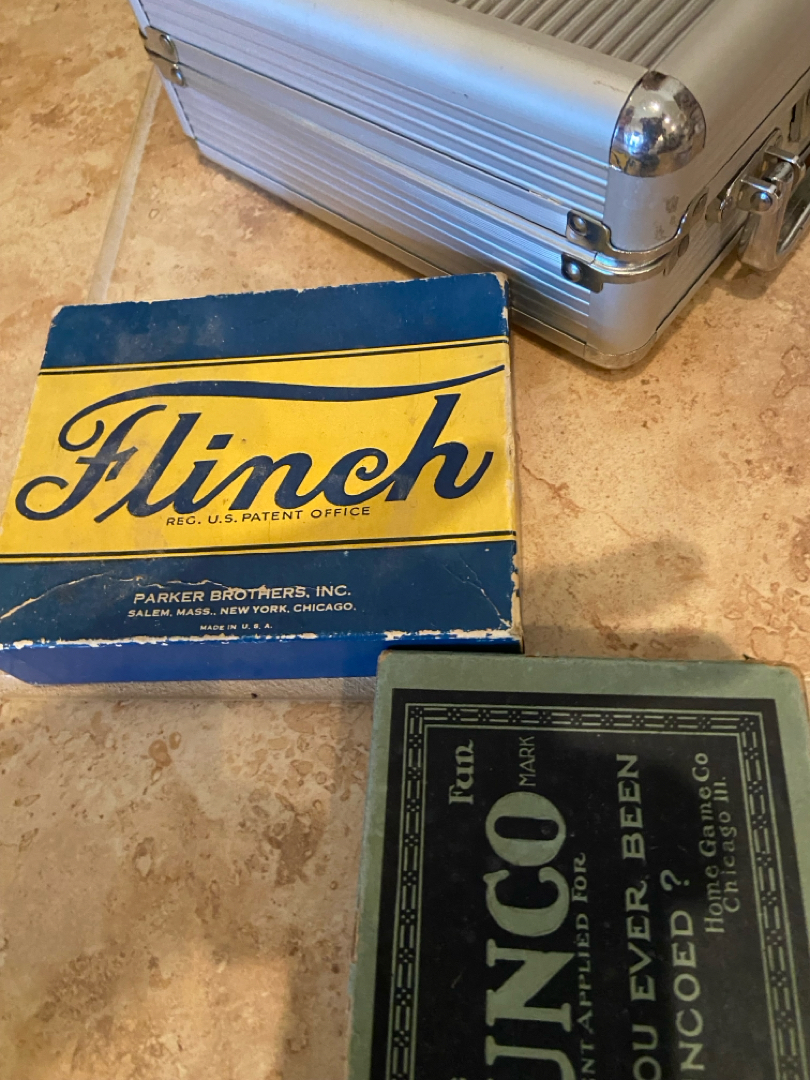 Flinch
REG. U.S. PATENT OFFICE
PARKER BROTHERS, INC.
SALEM, MASS., NEW YORK, CHICAGO.
MADE IN U. S. A.
Fun
UNCO
MARK
NT APPLIED FOR
OU EVER BEEN
NCOED ?
Home Game Co
Chicago Ill.